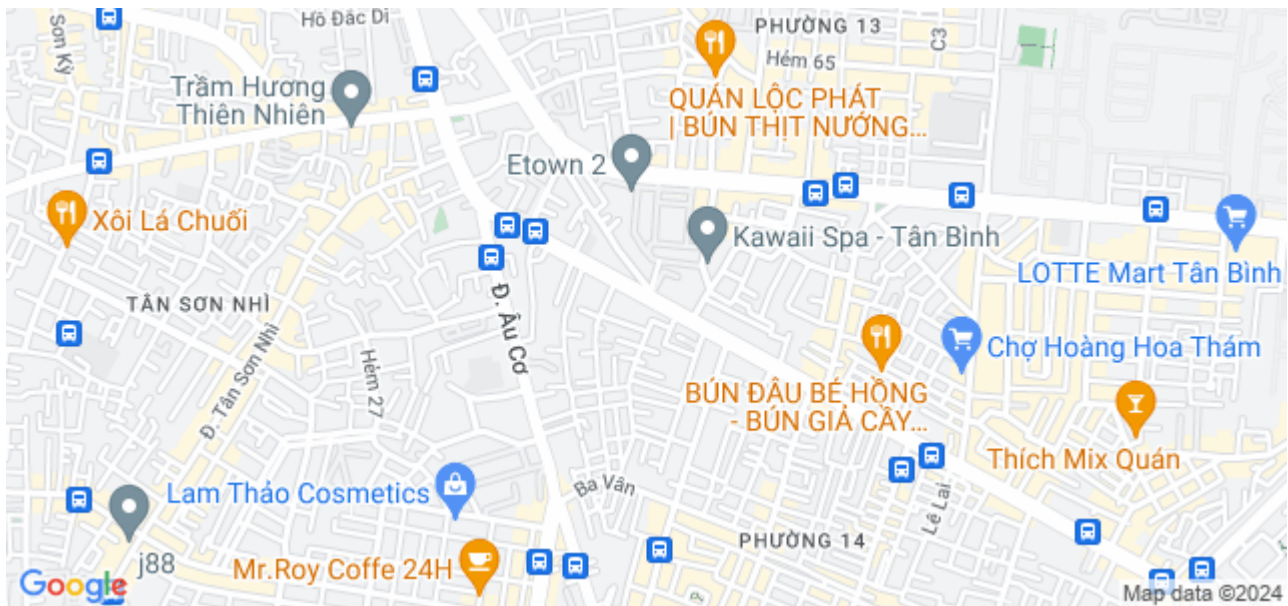 Hồ Đắc Di
Sơn Kỳ
PHƯỜNG 13
Hẻm 65
C3
Trầm Hương
Thiên Nhiên
QUÁN LỘC PHÁT
| BÚN THỊT NƯỚNG...
Etown 2
Xôi Lá Chuối
Kawaii Spa - Tân Bình
LOTTE Mart Tân Bình
TÂN SƠN NHÌ
Đ. Âu Cơ
Đ. Tân Sơn Nhì
Hẻm 27
Chợ Hoàng Hoa Thám
BÚN ĐẬU BÉ HỒNG
- BÚN GIẢ CẦY...
Thích Mix Quán
Lam Thảo Cosmetics
Ba Vân
Lê Lai
PHƯỜNG 14
j88
Mr.Roy Coffe 24H
Google
Map data ©2024